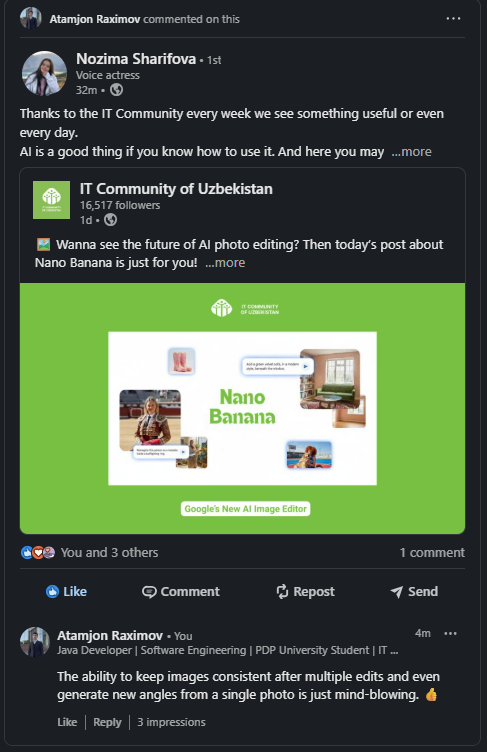 Atamjon Raximov commented on this
Nozima Sharifova • 1st
Voice actress
32m •
Thanks to the IT Community every week we see something useful or even
every day.
AI is a good thing if you know how to use it. And here you may ...more
IT Community of Uzbekistan
16,517 followers
1d •
🖼️ Wanna see the future of AI photo editing? Then today's post about
Nano Banana is just for you! ...more
IT COMMUNITY
OF UZBEKISTAN
Nano
Banana
Google's New AI Image Editor
You and 3 others
1 comment
Like
Comment
Repost
Send
Atamjon Raximov • You
4m
Java Developer | Software Engineering | PDP University Student | IT ...
The ability to keep images consistent after multiple edits and even
generate new angles from a single photo is just mind-blowing. 👍
Like | Reply | 3 impressions